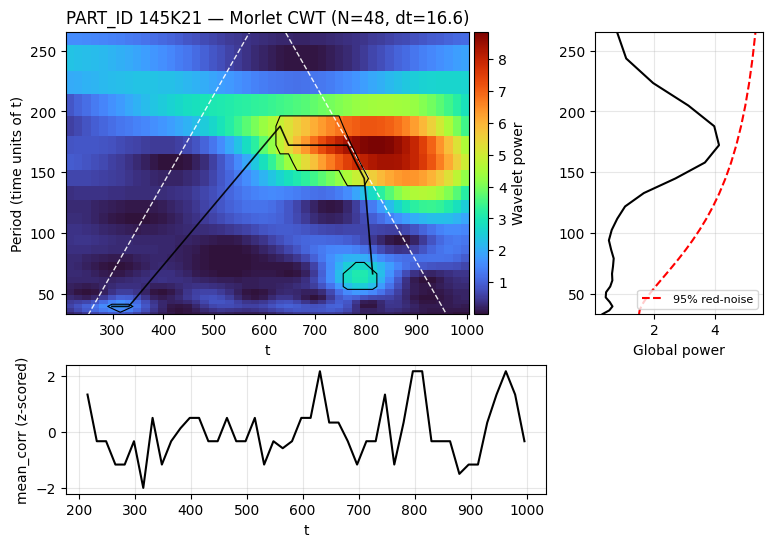 PART_ID 145K21 — Morlet CWT (N=48, dt=16.6)
Period (time units of t)
250
200
150
100
50
300 400 500 600 700 800 900 1000
t
8
7
6
5
4
3
2
1
Wavelet power
250
200
150
100
50
95% red-noise
2 4
Global power
mean_corr (z-scored)
2
0
−2
200 300 400 500 600 700 800 900 1000
t